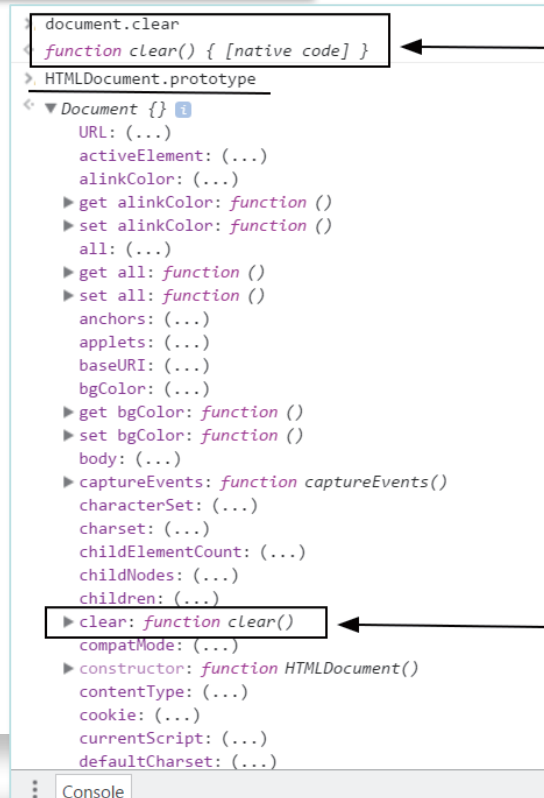 document.clear
function clear() { [native code] }
HTMLDocument.prototype
Document {} i
URL: (...)
activeElement: (...)
alinkColor: (...)
get alinkColor: function ()
set alinkColor: function ()
all: (...)
get all: function ()
set all: function ()
anchors: (...)
applets: (...)
baseURI: (...)
bgColor: (...)
get bgColor: function ()
set bgColor: function ()
body: (...)
captureEvents: function captureEvents()
characterSet: (...)
charset: (...)
childElementCount: (...)
childNodes: (...)
children: (...)
clear: function clear()
compatMode: (...)
constructor: function HTMLDocument()
contentType: (...)
cookie: (...)
currentScript: (...)
defaultCharset: (...)
Console